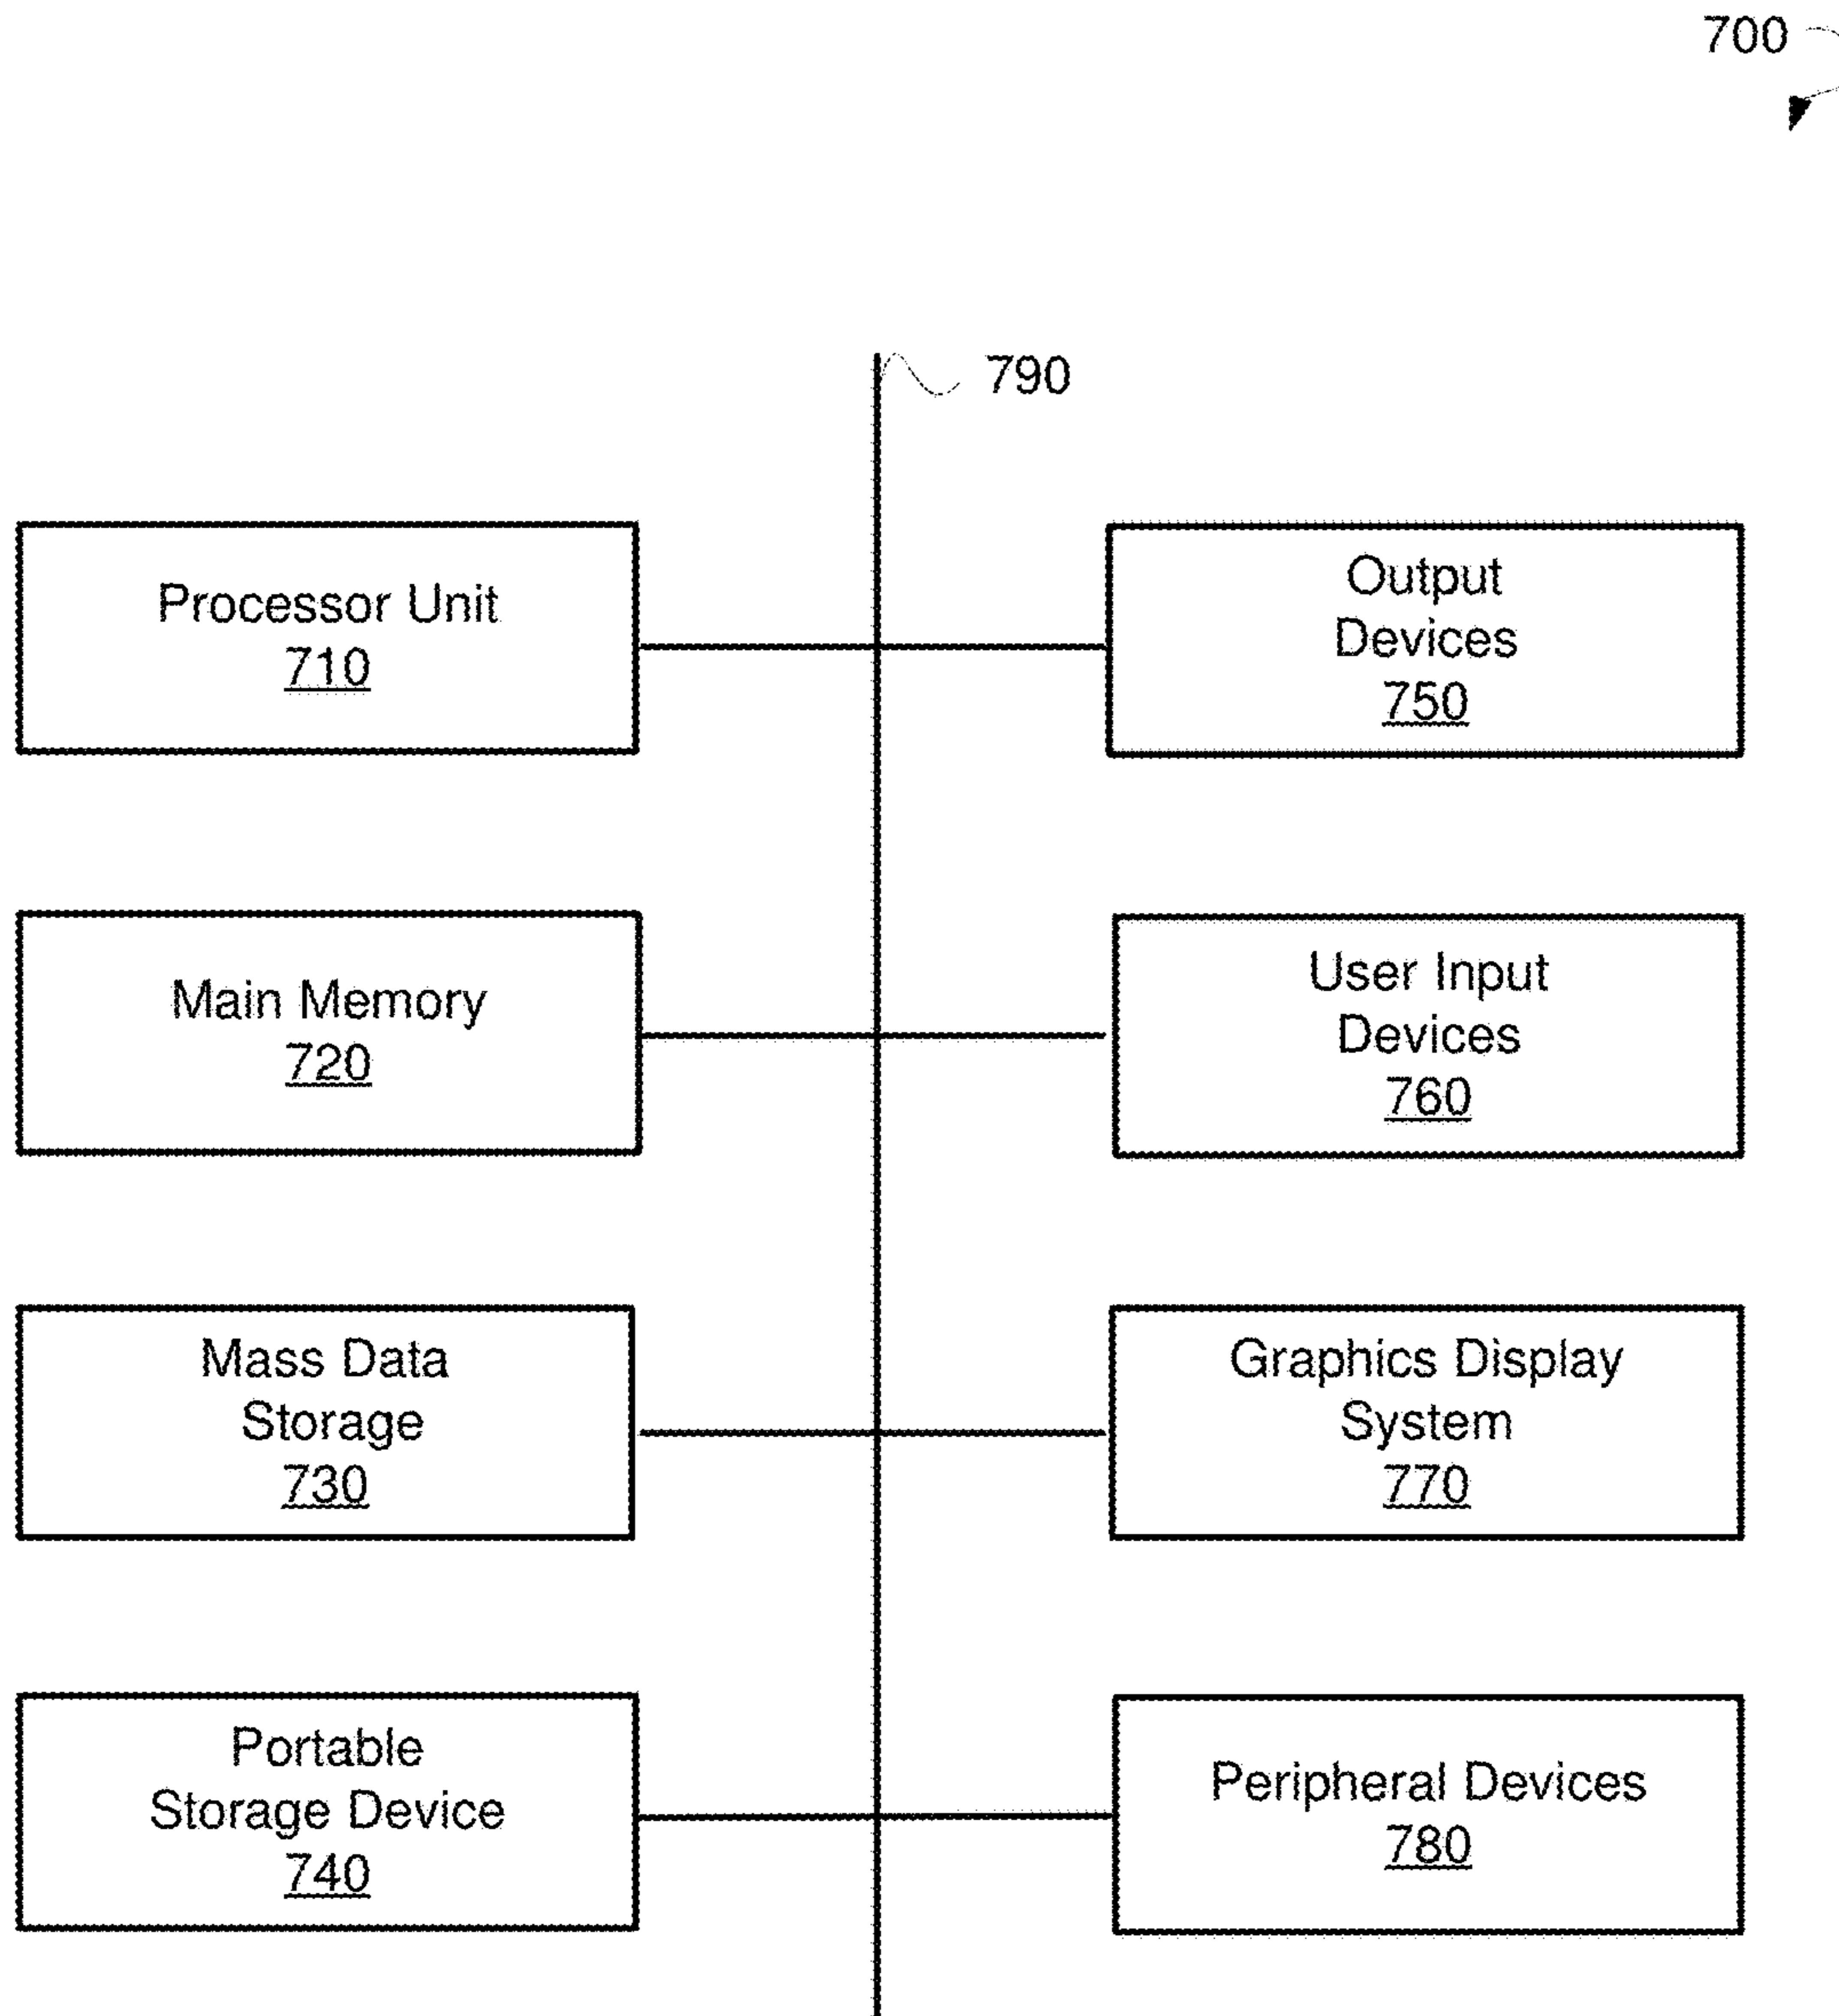 700
790
Processor Unit
710
Output
Devices
750
Main Memory
720
User Input
Devices
760
Mass Data
Storage
730
Graphics Display
System
770
Portable
Storage Device
740
Peripheral Devices
780